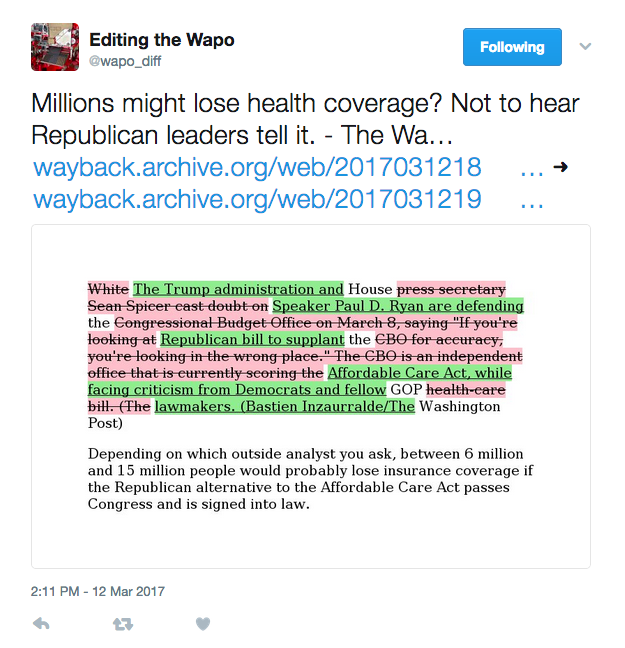 Editing the Wapo
@wapo_diff
Following
Millions might lose health coverage? Not to hear
Republican leaders tell it. - The Wa…
wayback.archive.org/web/2017031218 … ➜
wayback.archive.org/web/2017031219 …
White The Trump administration and House press secretary
Sean Spicer cast doubt on Speaker Paul D. Ryan are defending
the Congressional Budget Office on March 8, saying "If you're
looking at Republican bill to supplant the CBO for accuracy,
you're looking in the wrong place." The CBO is an independent
office that is currently scoring the Affordable Care Act, while
facing criticism from Democrats and fellow GOP health-care
bill. (The lawmakers. (Bastien Inzaurralde/The Washington
Post)
Depending on which outside analyst you ask, between 6 million
and 15 million people would probably lose insurance coverage if
the Republican alternative to the Affordable Care Act passes
Congress and is signed into law.
2:11 PM - 12 Mar 2017